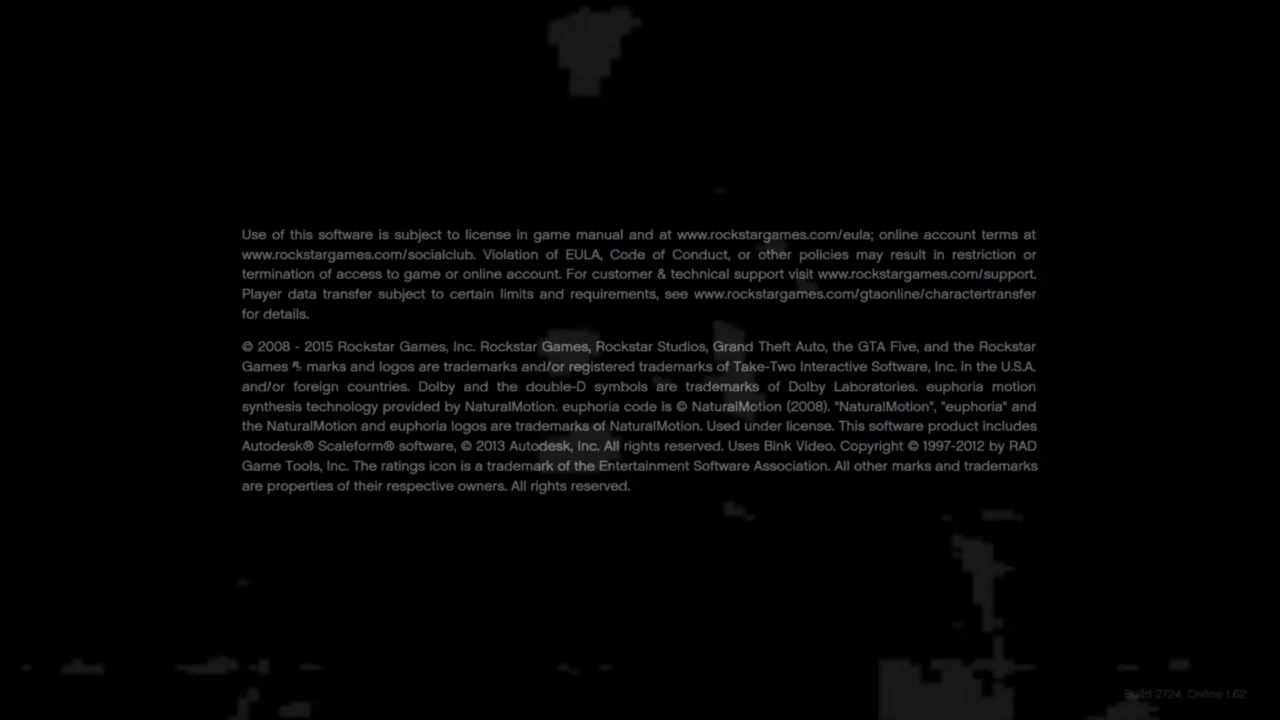 Use of this software is subject to license in game manual and at www.rockstargames.com/eula; online account terms at
www.rockstargames.com/socialclub. Violation of EULA, Code of Conduct, or other policies may result in restriction or
termination of access to game or online account. For customer & technical support visit www.rockstargames.com/support.
Player data transfer subject to certain limits and requirements, see www.rockstargames.com/gtaonline/charactertransfer
for details.
© 2008 - 2015 Rockstar Games, Inc. Rockstar Games, Rockstar Studios, Grand Theft Auto, the GTA Five, and the Rockstar
Games R* marks and logos are trademarks and/or registered trademarks of Take-Two Interactive Software, Inc. in the U.S.A.
and/or foreign countries. Dolby and the double-D symbols are trademarks of Dolby Laboratories. euphoria motion
synthesis technology provided by NaturalMotion. euphoria code is © NaturalMotion (2008). "NaturalMotion", "euphoria" and
the NaturalMotion and euphoria logos are trademarks of NaturalMotion. Used under license. This software product includes
Autodesk® Scaleform® software, © 2013 Autodesk, Inc. All rights reserved. Uses Bink Video. Copyright © 1997-2012 by RAD
Game Tools, Inc. The ratings icon is a trademark of the Entertainment Software Association. All other marks and trademarks
are properties of their respective owners. All rights reserved.
Build 2724, Online 1.62